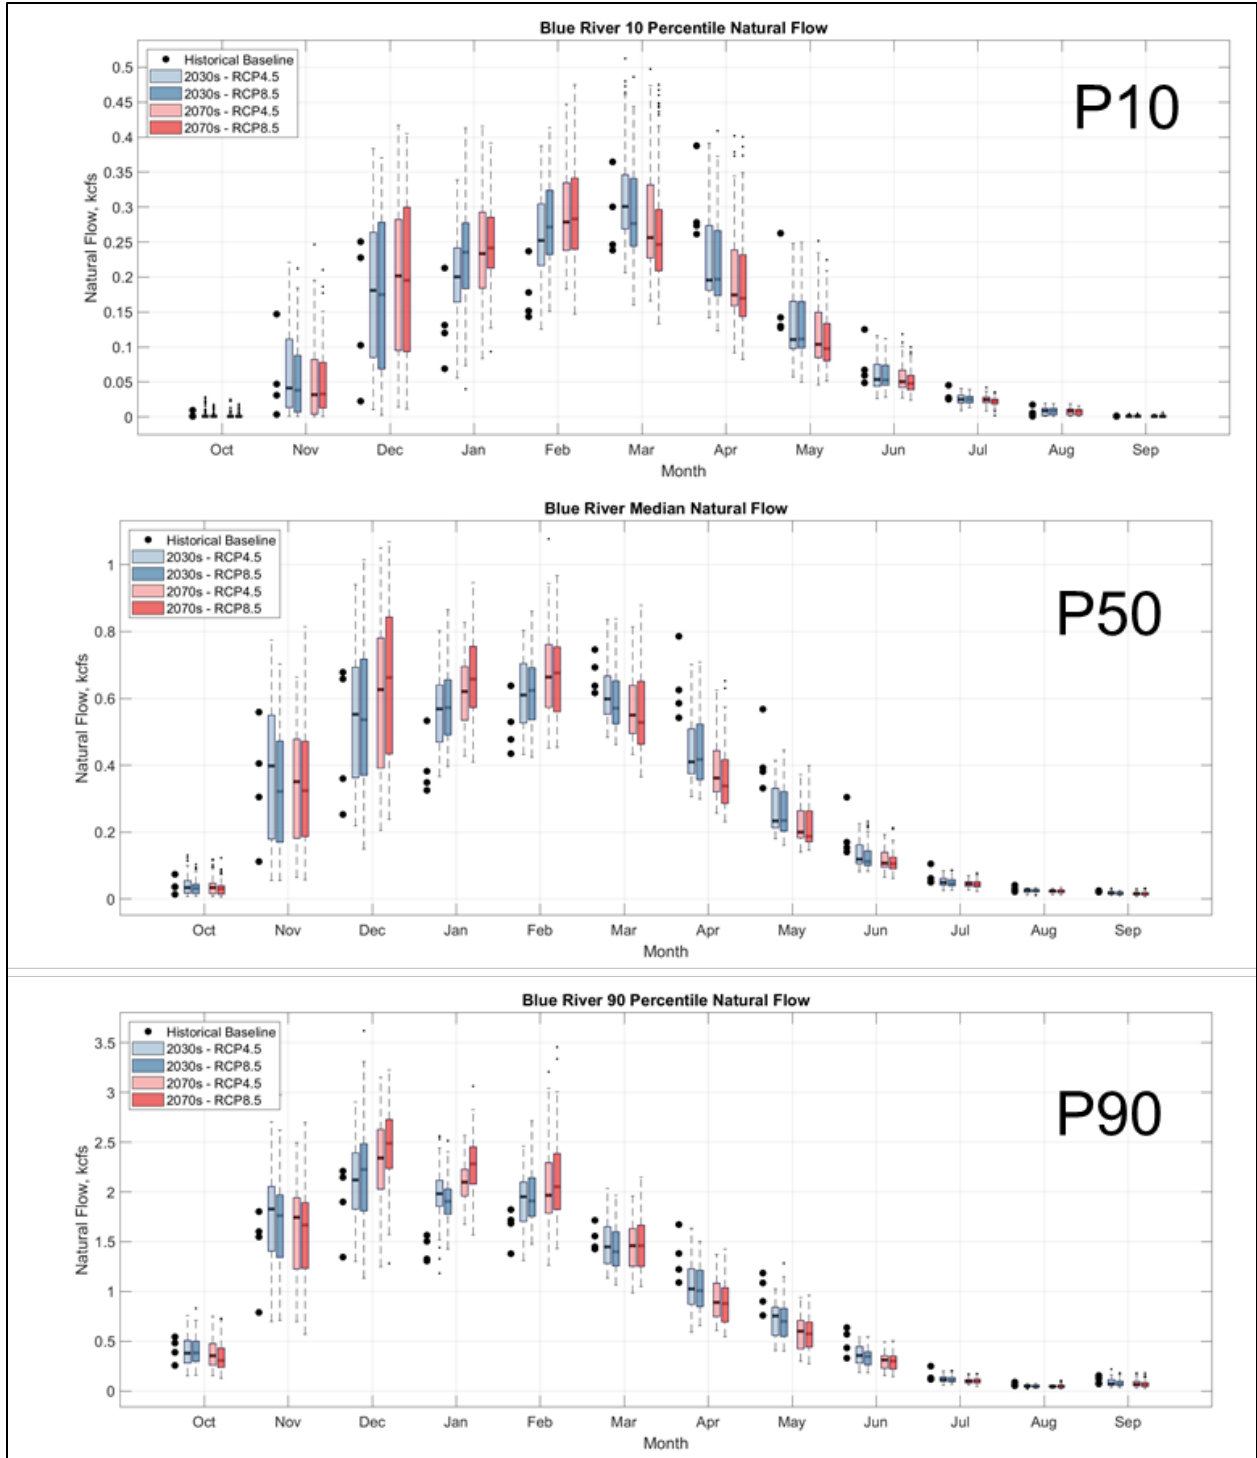 Blue River 10 Percentile Natural Flow
Historical Baseline
2030s - RCP4.5
2030s - RCP8.5
2070s - RCP4.5
2070s - RCP8.5
P10
0.5
0.45
0.4
0.35
0.3
0.25
0.2
0.15
0.1
0.05
0
Natural Flow, kcfs
Oct Nov Dec Jan Feb Mar Apr May Jun Jul Aug Sep
Month
Blue River Median Natural Flow
Historical Baseline
2030s - RCP4.5
2030s - RCP8.5
2070s - RCP4.5
2070s - RCP8.5
P50
1
0.8
0.6
0.4
0.2
0
Natural Flow, kcfs
Oct Nov Dec Jan Feb Mar Apr May Jun Jul Aug Sep
Month
Blue River 90 Percentile Natural Flow
Historical Baseline
2030s - RCP4.5
2030s - RCP8.5
2070s - RCP4.5
2070s - RCP8.5
P90
3.5
3
2.5
2
1.5
1
0.5
0
Natural Flow, kcfs
Oct Nov Dec Jan Feb Mar Apr May Jun Jul Aug Sep
Month